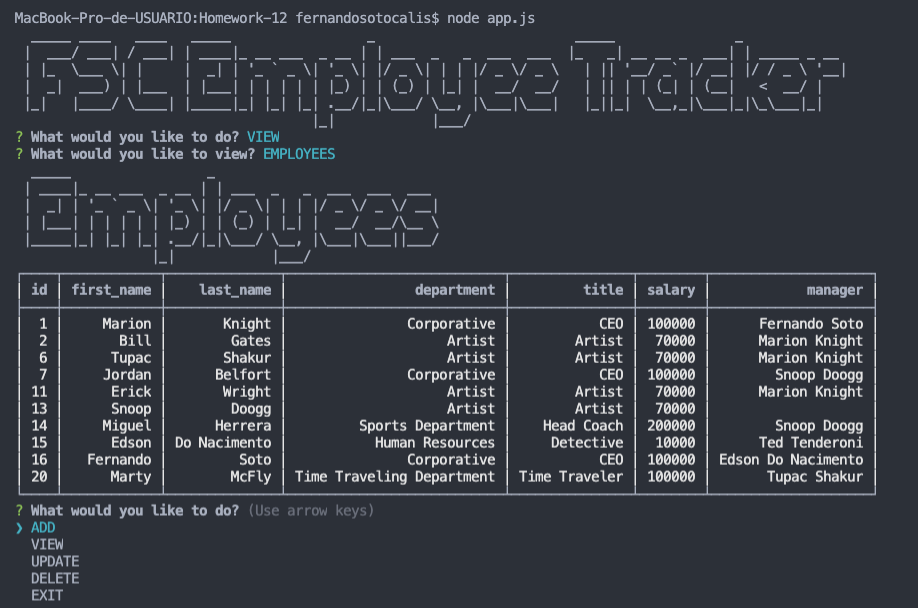 MacBook-Pro-de-USUARIO:Homework-12 fernandosotocalis$ node app.js
FSC Employee Tracker
? What would you like to do? VIEW
? What would you like to view? EMPLOYEES
Employees
id first_name last_name department title salary manager
1 Marion Knight Corporative CEO 100000 Fernando Soto
2 Bill Gates Artist Artist 70000 Marion Knight
6 Tupac Shakur Artist Artist 70000 Marion Knight
7 Jordan Belfort Corporative CEO 100000 Snoop Doogg
11 Erick Wright Artist Artist 70000 Marion Knight
13 Snoop Doogg Artist Artist 70000
14 Miguel Herrera Sports Department Head Coach 200000 Snoop Doogg
15 Edson Do Nacimento Human Resources Detective 10000 Ted Tenderoni
16 Fernando Soto Corporative CEO 100000 Edson Do Nacimento
20 Marty McFly Time Traveling Department Time Traveler 100000 Tupac Shakur
? What would you like to do? (Use arrow keys)
❯ ADD
VIEW
UPDATE
DELETE
EXIT